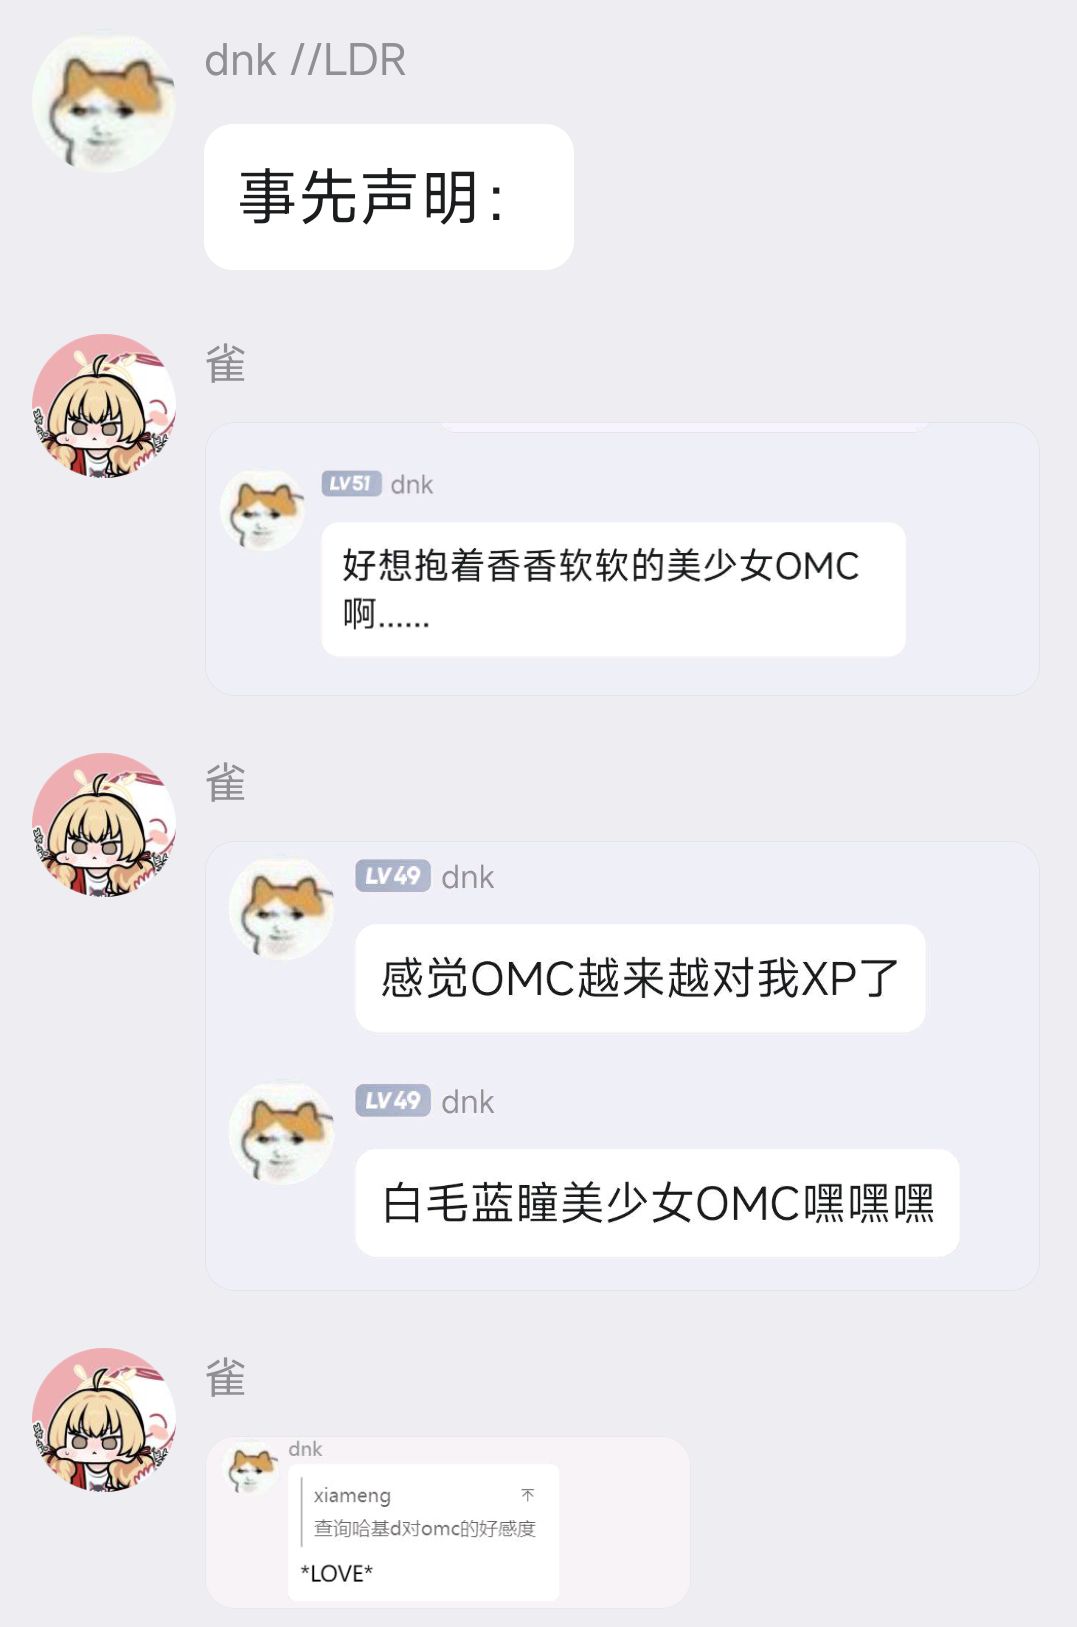 dnk //LDR
事先声明：
雀
LV51 dnk
好想抱着香香软软的美少女OMC
啊......
雀
LV49 dnk
感觉OMC越来越对我XP了
LV49 dnk
白毛蓝瞳美少女OMC嘿嘿嘿
雀
dnk
xiameng
查询哈基d对omc的好感度
*LOVE*